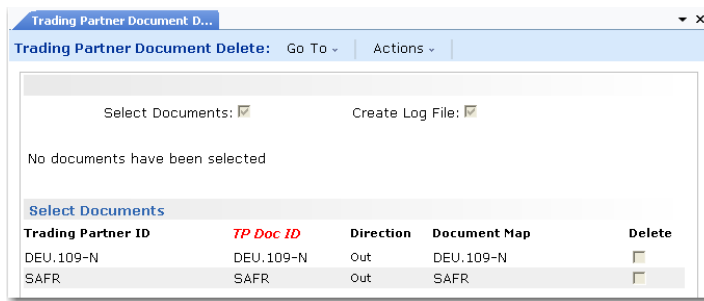 Trading Partner Document D...
Trading Partner Document Delete: Go To Actions
Select Documents: Create Log File:
No documents have been selected
Select Documents
Trading Partner ID TP Doc ID Direction Document Map Delete
DEU.109-N DEU.109-N Out DEU.109-N
SAFR SAFR Out SAFR